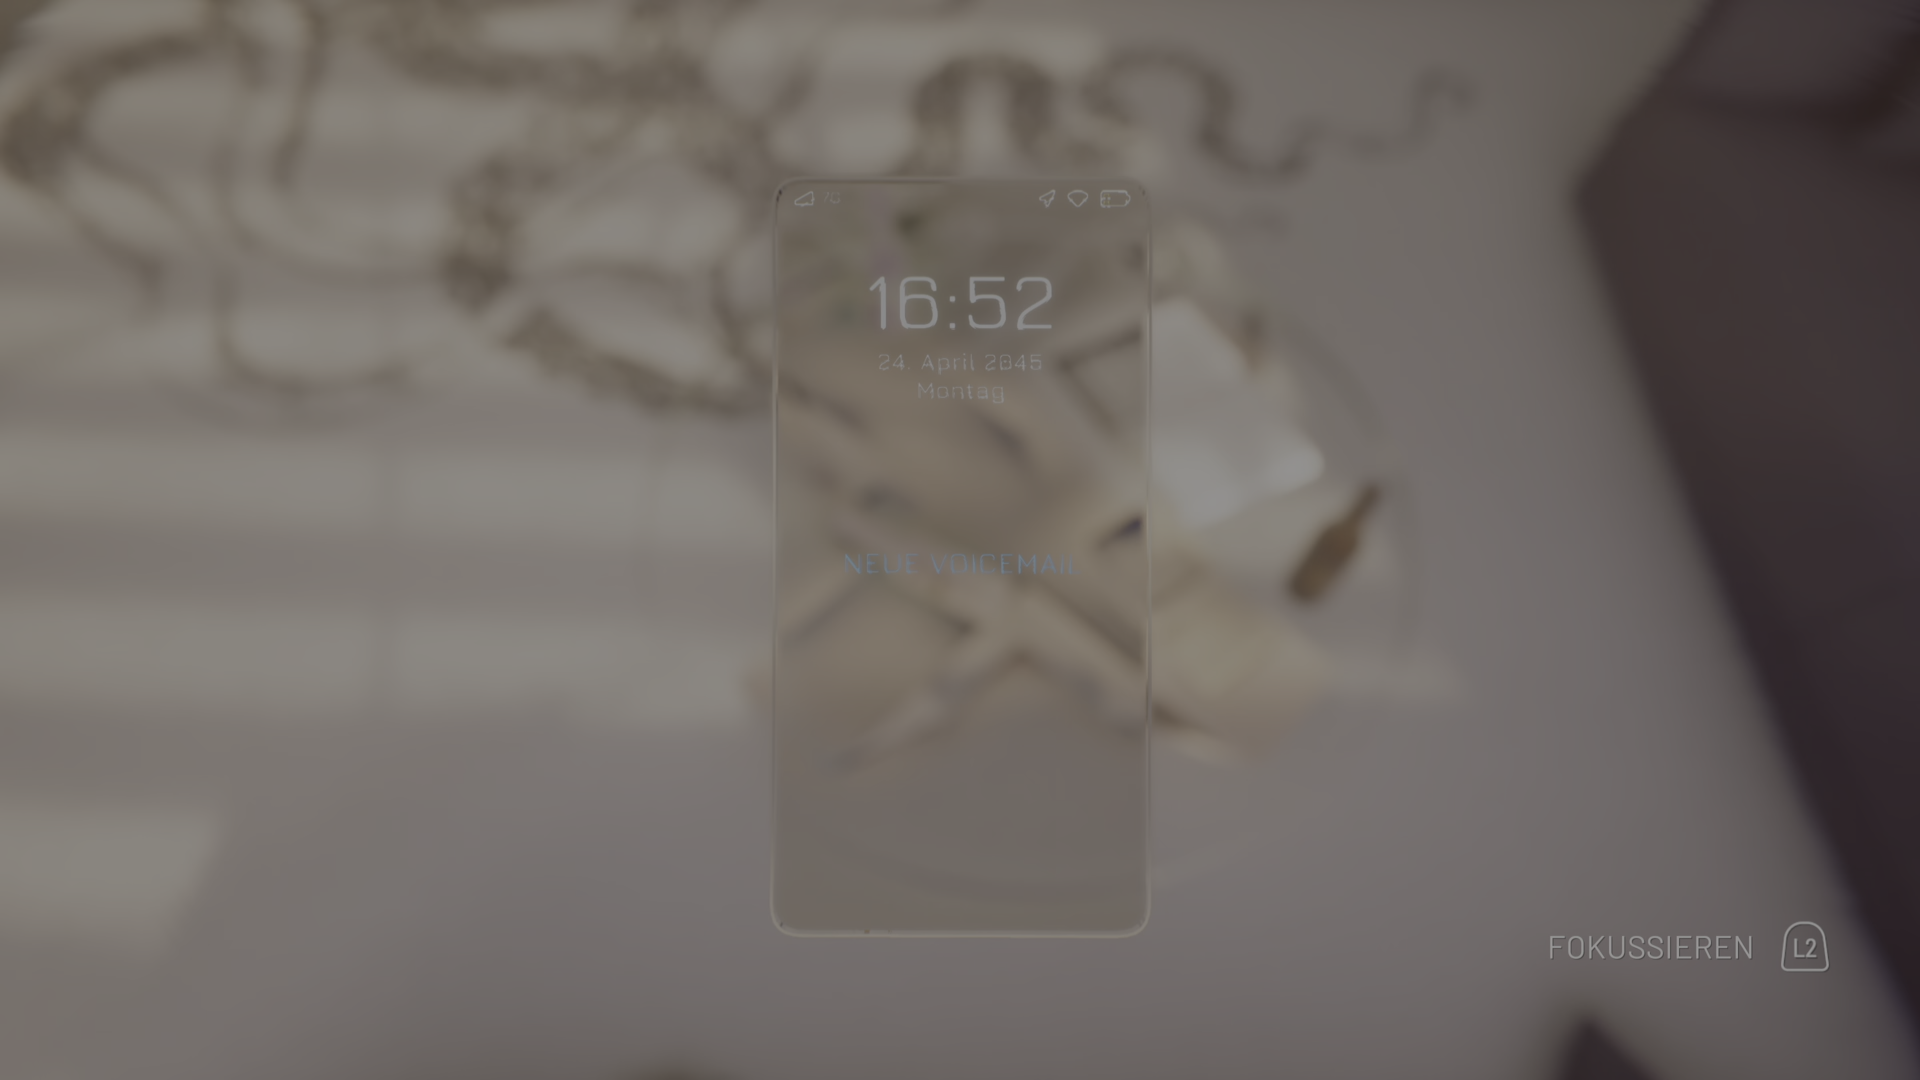 16:52
24. April 2045
Montag
NEUE VOICEMAIL
FOKUSSIEREN L2